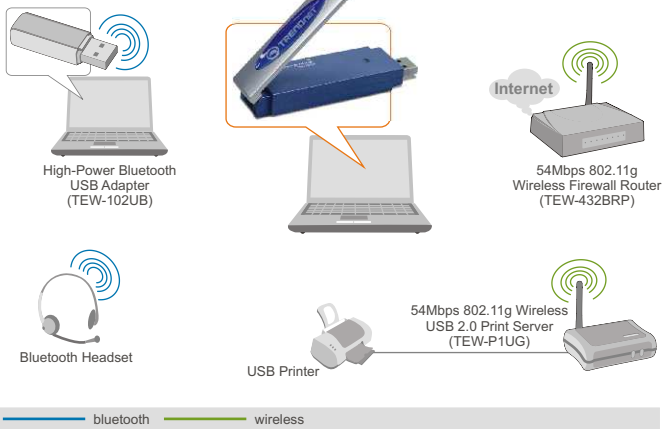 TRENDNET
Internet
High-Power Bluetooth
USB Adapter
(TEW-102UB)
54Mbps 802.11g
Wireless Firewall Router
(TEW-432BRP)
Bluetooth Headset
54Mbps 802.11g Wireless
USB 2.0 Print Server
(TEW-P1UG)
USB Printer
bluetooth
wireless